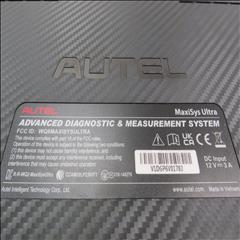 AUTEL
AUTEL
MaxiSys Ultra
ADVANCED DIAGNOSTIC & MEASUREMENT SYSTEM
FCC ID: WQ8MAXISYSULTRA
This device complies with part 15 of the FCC rules.
Operation of this device is subject to the following two
conditions: (1) This device may not cause harmful
interference, and (2) this device must accept any
interference received, including interference that may
cause undesired operation.
DC Input
12 V 3 A
Autel Intelligent Technology Corp., Ltd.
www.autel.com